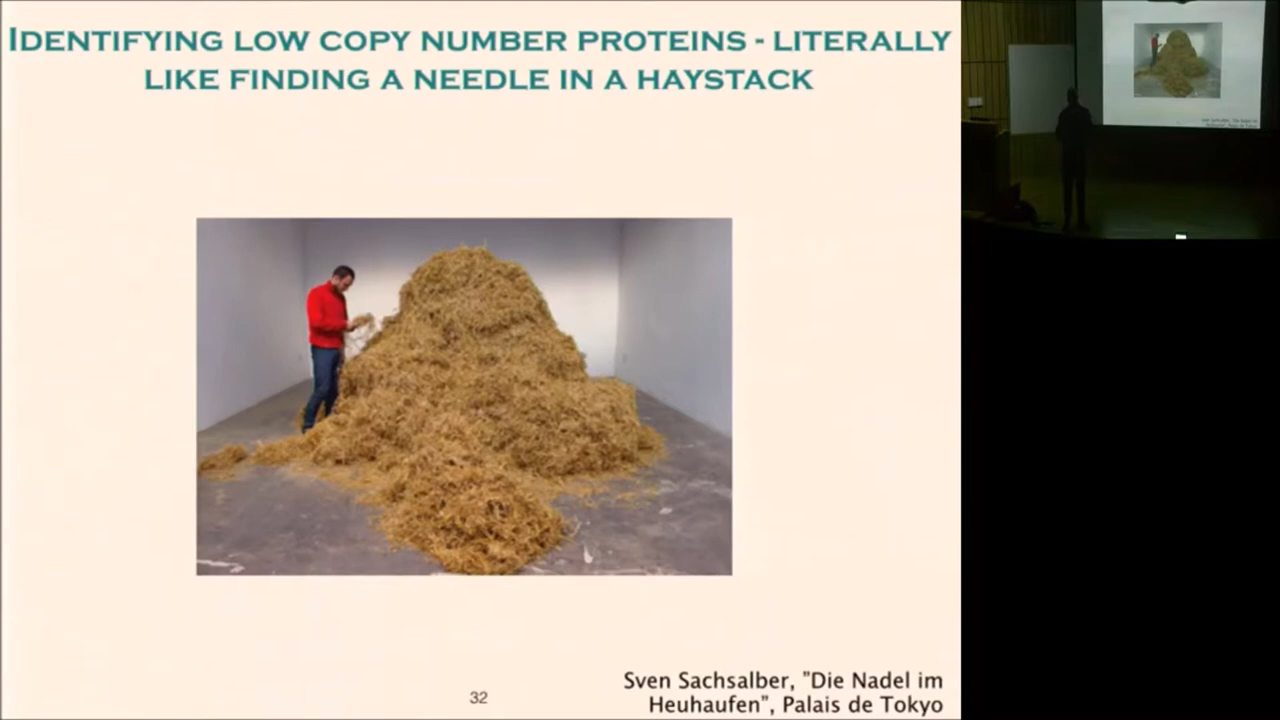 IDENTIFYING LOW COPY NUMBER PROTEINS - LITERALLY
LIKE FINDING A NEEDLE IN A HAYSTACK
32
Sven Sachsalber, "Die Nadel im
Heuhaufen", Palais de Tokyo